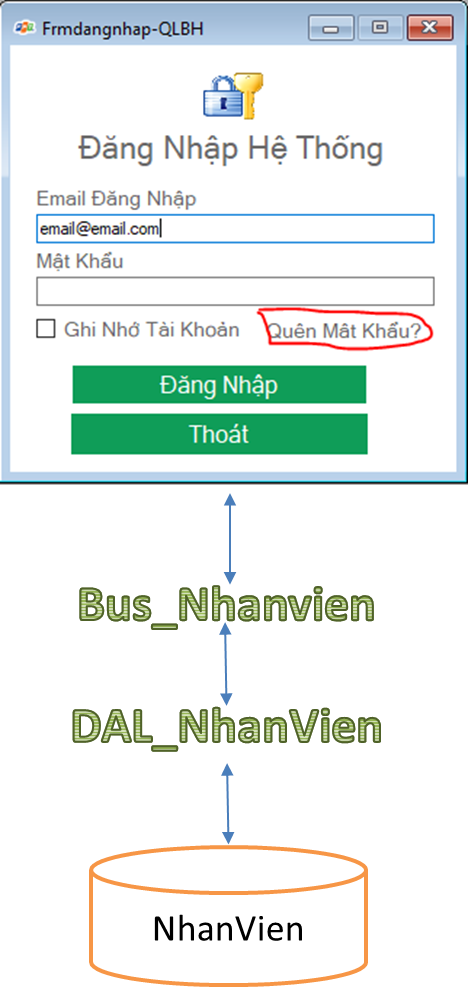 Frmdangnhap-QLBH
Đăng Nhập Hệ Thống
Email Đăng Nhập
email@email.com
Mật Khẩu
Ghi Nhớ Tài Khoản
Quên Mât Khẩu?
Đăng Nhập
Thoát
Bus_Nhanvien
DAL_NhanVien
NhanVien